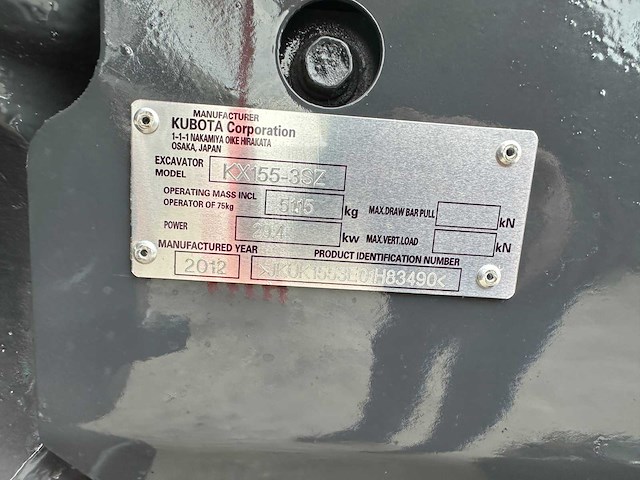 MANUFACTURER
KUBOTA Corporation
1-1-1 NAKAMIYA OIKE HIRAKATA
OSAKA, JAPAN
EXCAVATOR MODEL KX155-3SZ
OPERATING MASS INCL OPERATOR OF 75kg 5115 kg MAX.DRAW BAR PULL kN
POWER kw MAX.VERT.LOAD kN
MANUFACTURED YEAR PRODUCT IDENTIFICATION NUMBER
2012